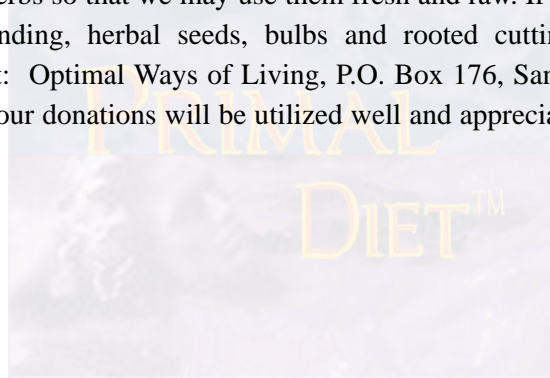 erbs so that we may use them fresh and raw. If
nding, herbal seeds, bulbs and rooted cuttin
: Optimal Ways of Living, P.O. Box 176, San
our donations will be utilized well and apprecia
PRIMAL
DIET™